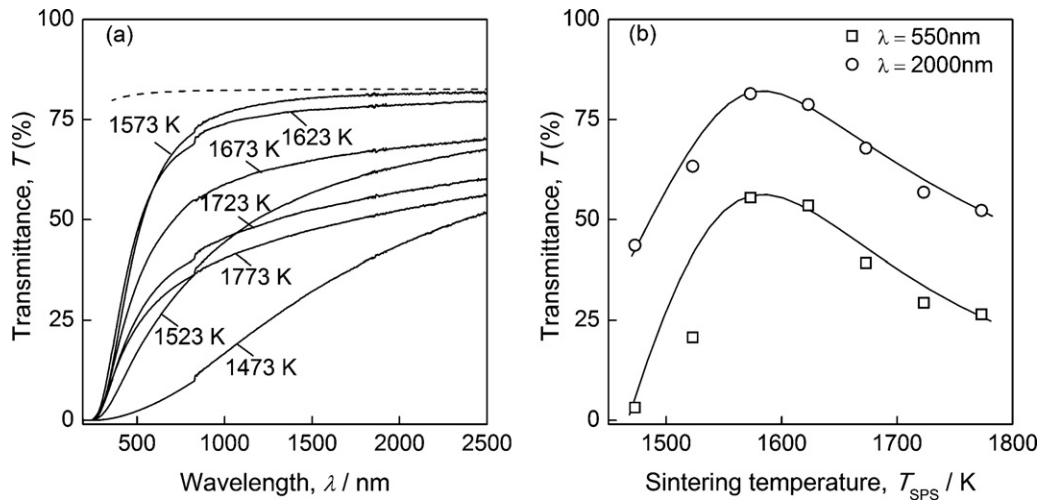 (a)
Transmittance, T (%)
100
75
50
25
0
1573 K
1623 K
1673 K
1723 K
1773 K
1523 K
1473 K
500
1000
1500
2000
2500
Wavelength, λ / nm
(b)
λ = 550nm
λ = 2000nm
Transmittance, T (%)
100
75
50
25
0
1500
1600
1700
1800
Sintering temperature, T_SPS / K